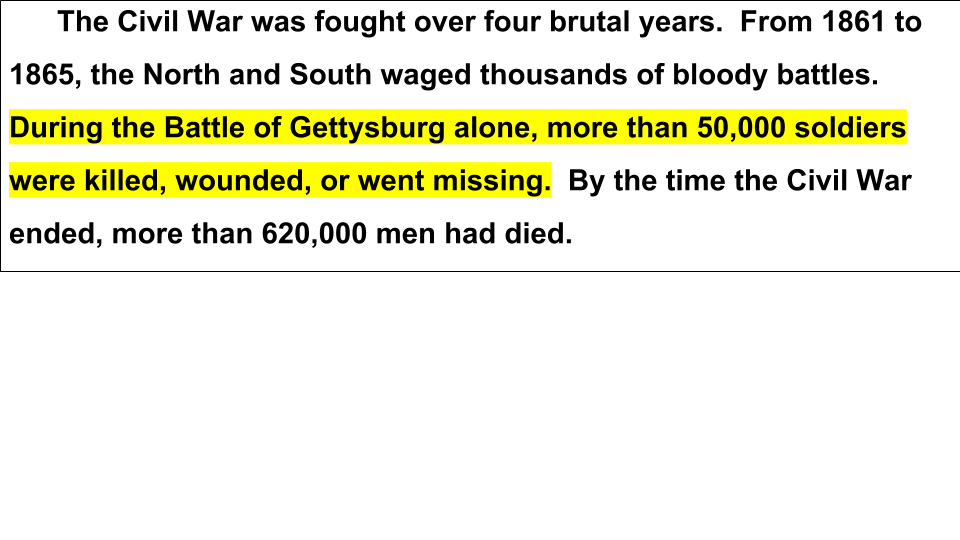 The Civil War was fought over four brutal years.  From 1861 to
1865, the North and South waged thousands of bloody battles.
During the Battle of Gettysburg alone, more than 50,000 soldiers
were killed, wounded, or went missing.  By the time the Civil War
ended, more than 620,000 men had died.